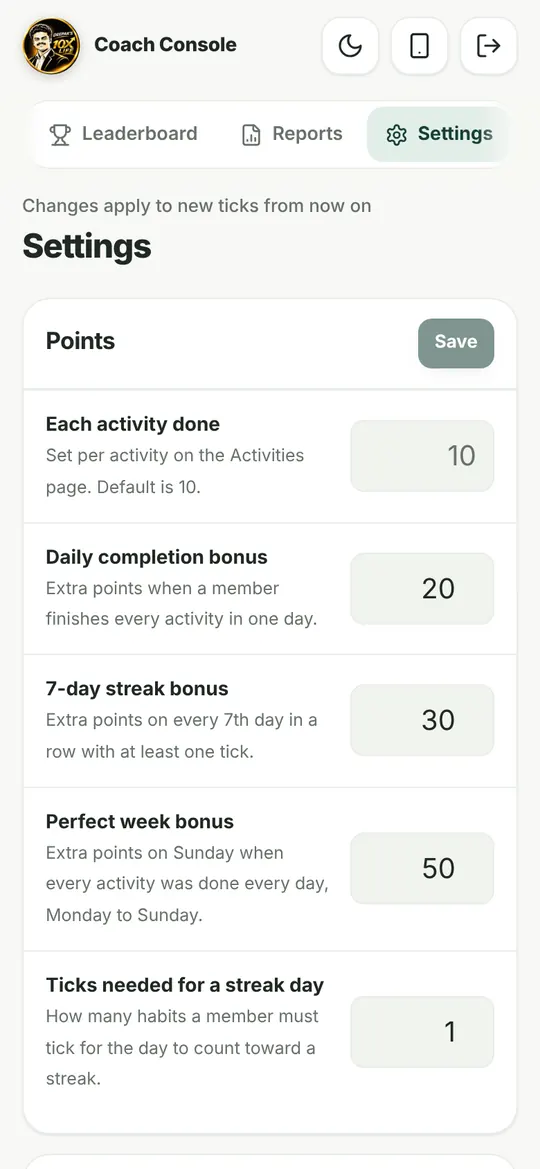 DEEPAK'S
10X
LIFE
Coach Console
Leaderboard
Reports
Settings
Changes apply to new ticks from now on
Settings
Points
Save
Each activity done
Set per activity on the Activities
page. Default is 10.
10
Daily completion bonus
Extra points when a member
finishes every activity in one day.
20
7-day streak bonus
Extra points on every 7th day in a
row with at least one tick.
30
Perfect week bonus
Extra points on Sunday when
every activity was done every day,
Monday to Sunday.
50
Ticks needed for a streak day
How many habits a member must
tick for the day to count toward a
streak.
1